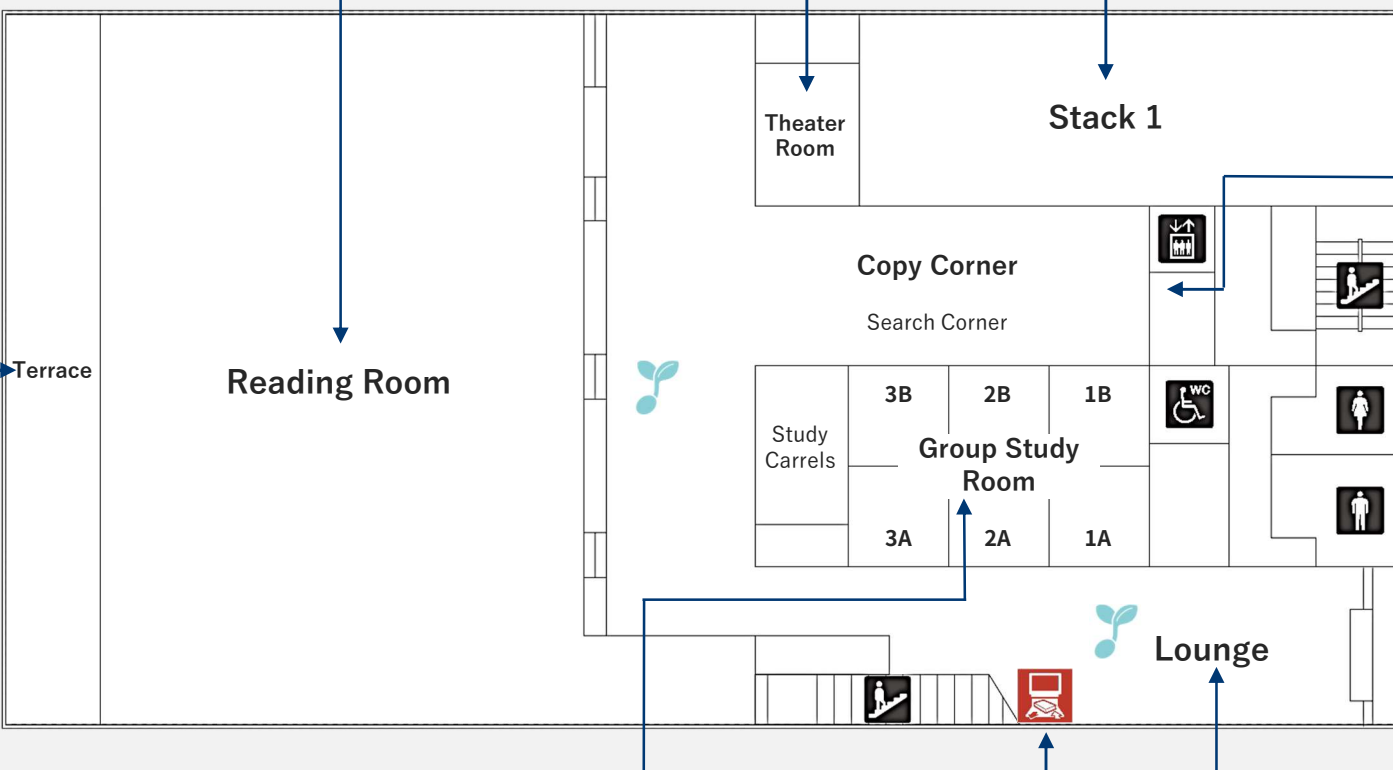 Theater
Room
Stack 1
Copy Corner
Search Corner
Terrace
Reading Room
3B
2B
1B
WC
Study
Carrels
Group Study
Room
3A
2A
1A
Lounge